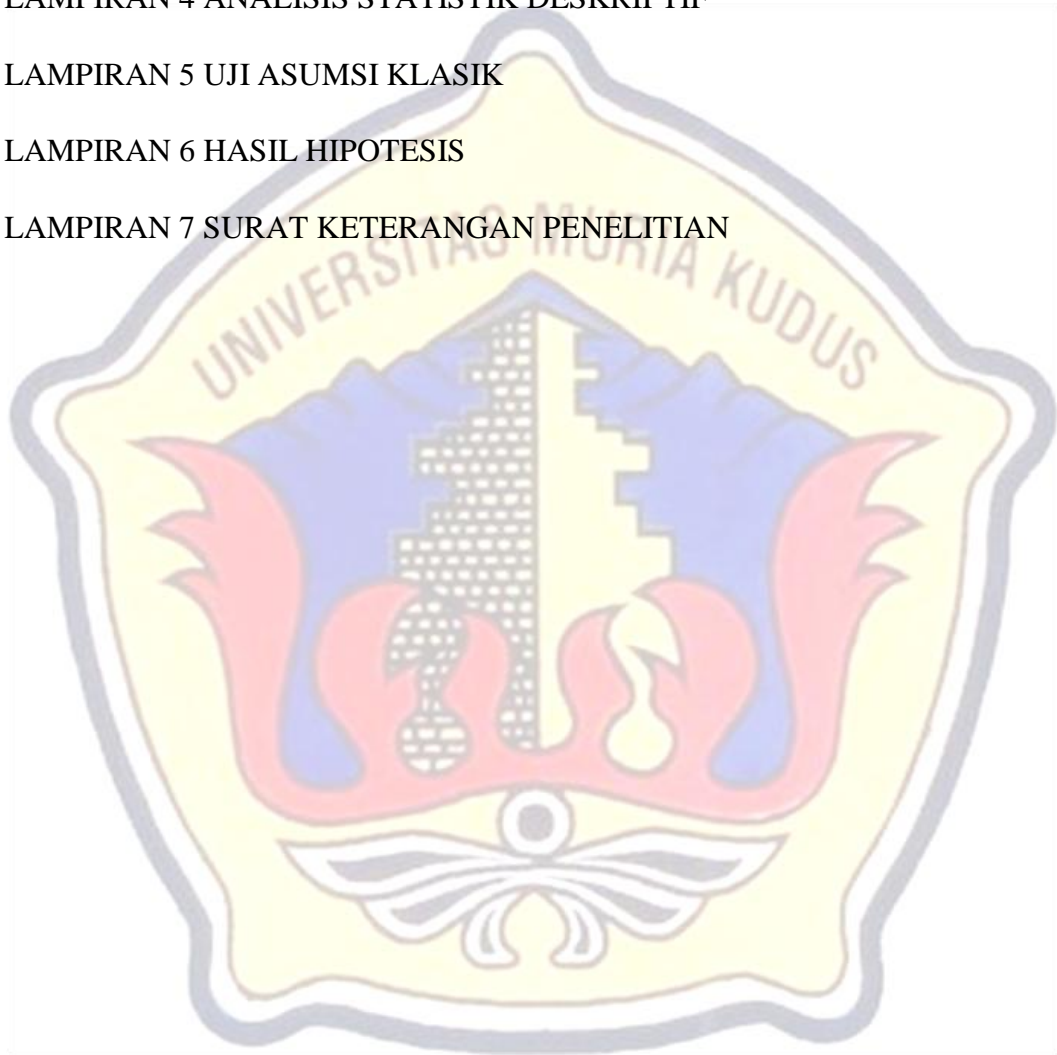 LAMPIRAN 4 ANALISIS STATISTIK DESKRIPTIF
LAMPIRAN 5 UJI ASUMSI KLASIK
LAMPIRAN 6 HASIL HIPOTESIS
LAMPIRAN 7 SURAT KETERANGAN PENELITIAN
UNIVERSITAS MURIA KUDUS